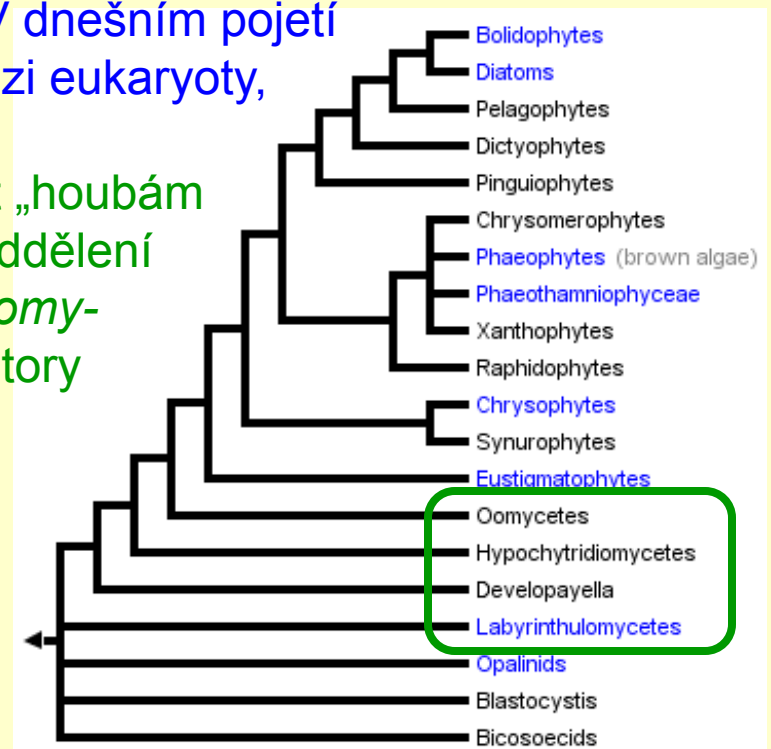 V dnešním pojetí
zi eukaryoty,
„houbám
ddělení
omy-
tory
Bolidophytes
Diatoms
Pelagophytes
Dictyophytes
Pinguiophytes
Chrysomerophytes
Phaeophytes (brown algae)
Phaeothamniophyceae
Xanthophytes
Raphidophytes
Chrysophytes
Synurophytes
Eustigmatophytes
Oomycetes
Hypochytridiomycetes
Developayella
Labyrinthulomycetes
Opalinids
Blastocystis
Bicosoecids